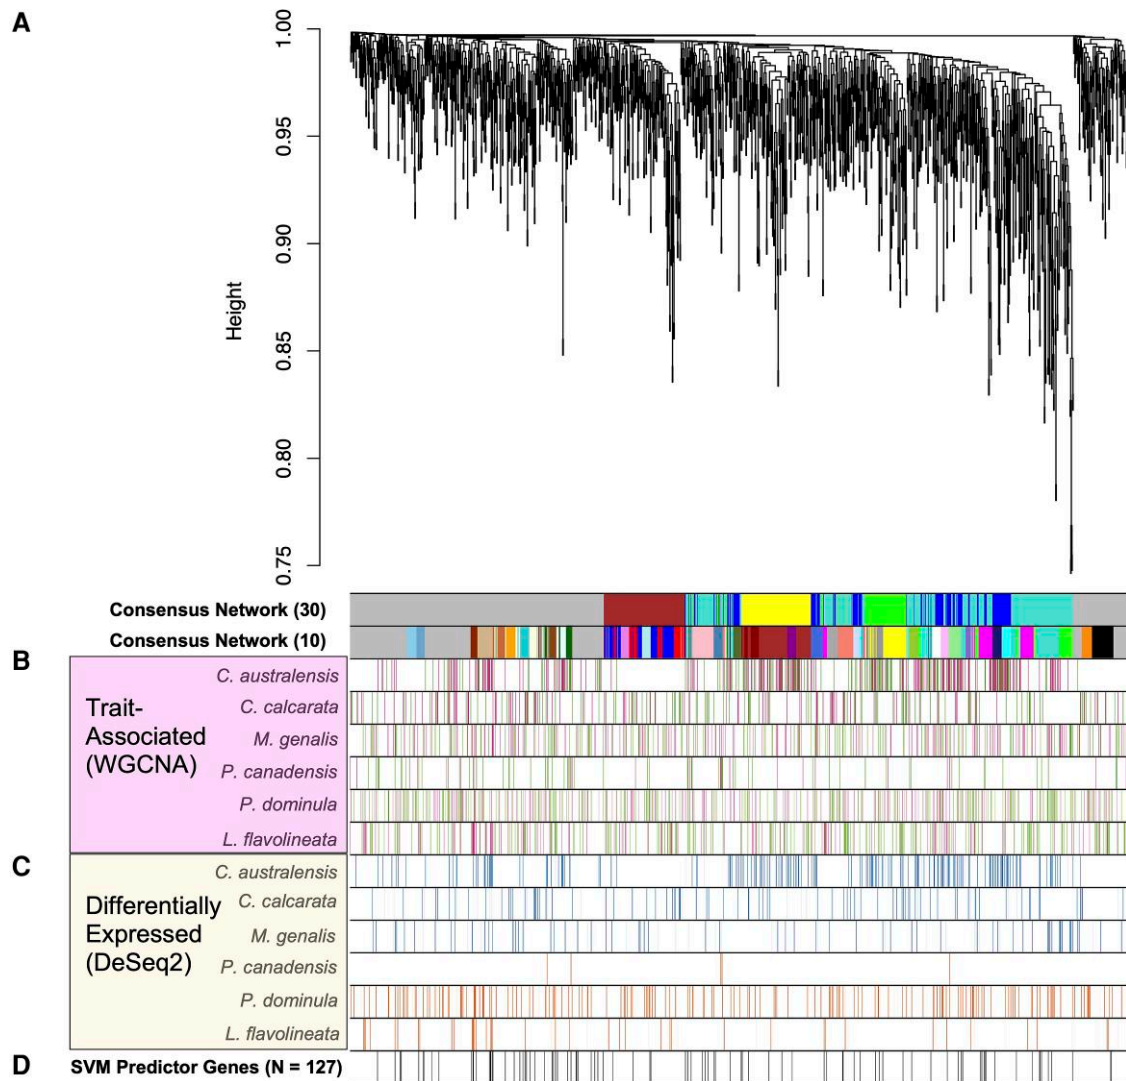 A
1.00
0.95
0.90
0.85
0.80
0.75
Height
Consensus Network (30)
Consensus Network (10)
B
Trait-
Associated
(WGCNA)
C. australensis
C. calcarata
M. genalis
P. canadensis
P. dominula
L. flavolineata
C
Differentially
Expressed
(DeSeq2)
C. australensis
C. calcarata
M. genalis
P. canadensis
P. dominula
L. flavolineata
D SVM Predictor Genes (N = 127)